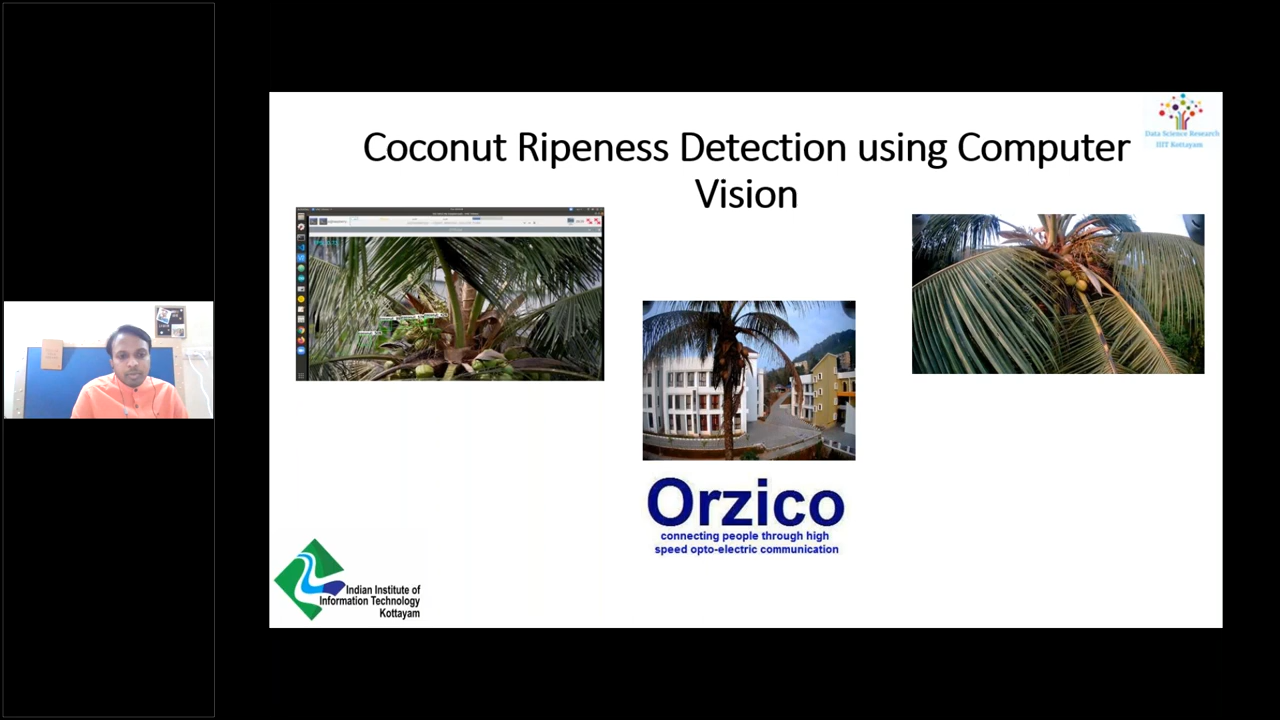 Coconut Ripeness Detection using Computer
Vision
Data Science Research
IIIT Kottayam
Orzico
connecting people through high
speed opto-electric communication
Indian Institute of
Information Technology
Kottayam